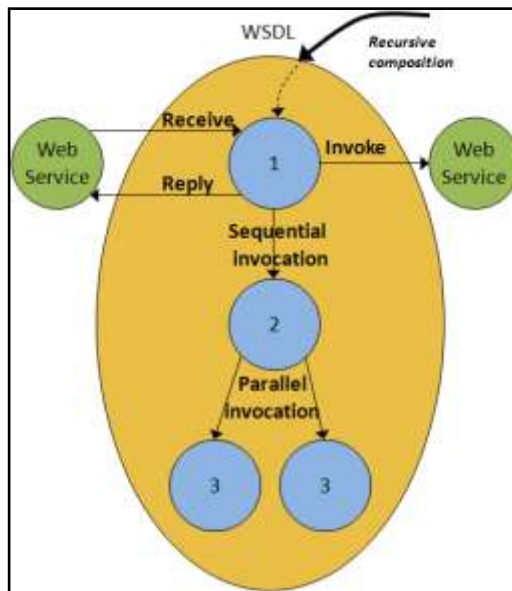 WSDL
Recursive
composition
Receive
Web
Service
1
Invoke
Web
Service
Reply
Sequential
invocation
2
Parallel
invocation
3
3